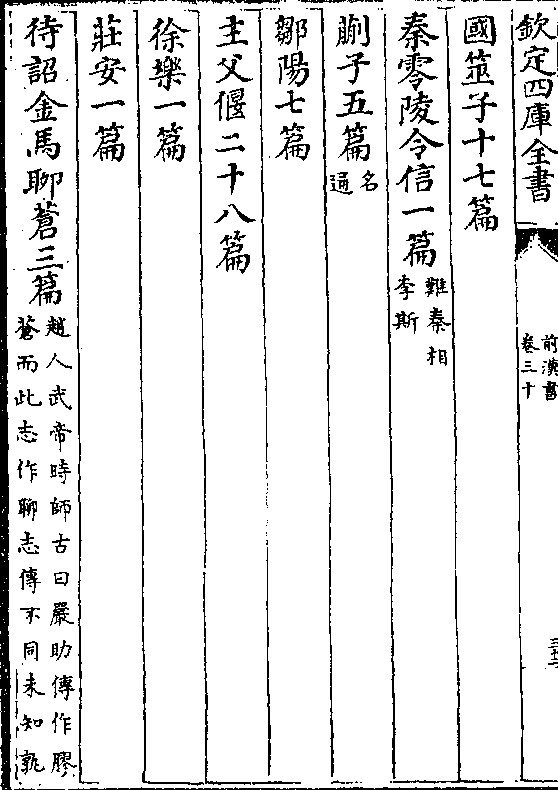 欽定四庫全書
前漢書
卷三十
國筮子十七篇
秦零陵令信一篇難秦相李斯
蒯子五篇名通
鄒陽七篇
主父偃二十八篇
徐樂一篇
莊安一篇
待詔金馬聊蒼三篇趙人武帝時師古曰嚴助傳作膠蒼而此志作聊志傳不同未知孰